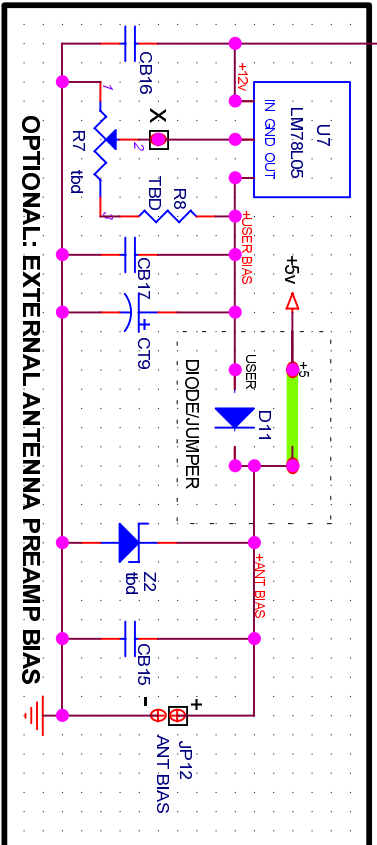 U7
LM78L05
IN GND OUT
+12v
CB16
X
1
2
3
R7
tbd
R8
TBD
+USER BIAS
CB17
+
CT9
+5v
+5
USER
D11
DIODE/JUMPER
Z2
tbd
+ANT BIAS
CB15
+
-
JP12
ANT BIAS
OPTIONAL: EXTERNAL ANTENNA PREAMP BIAS